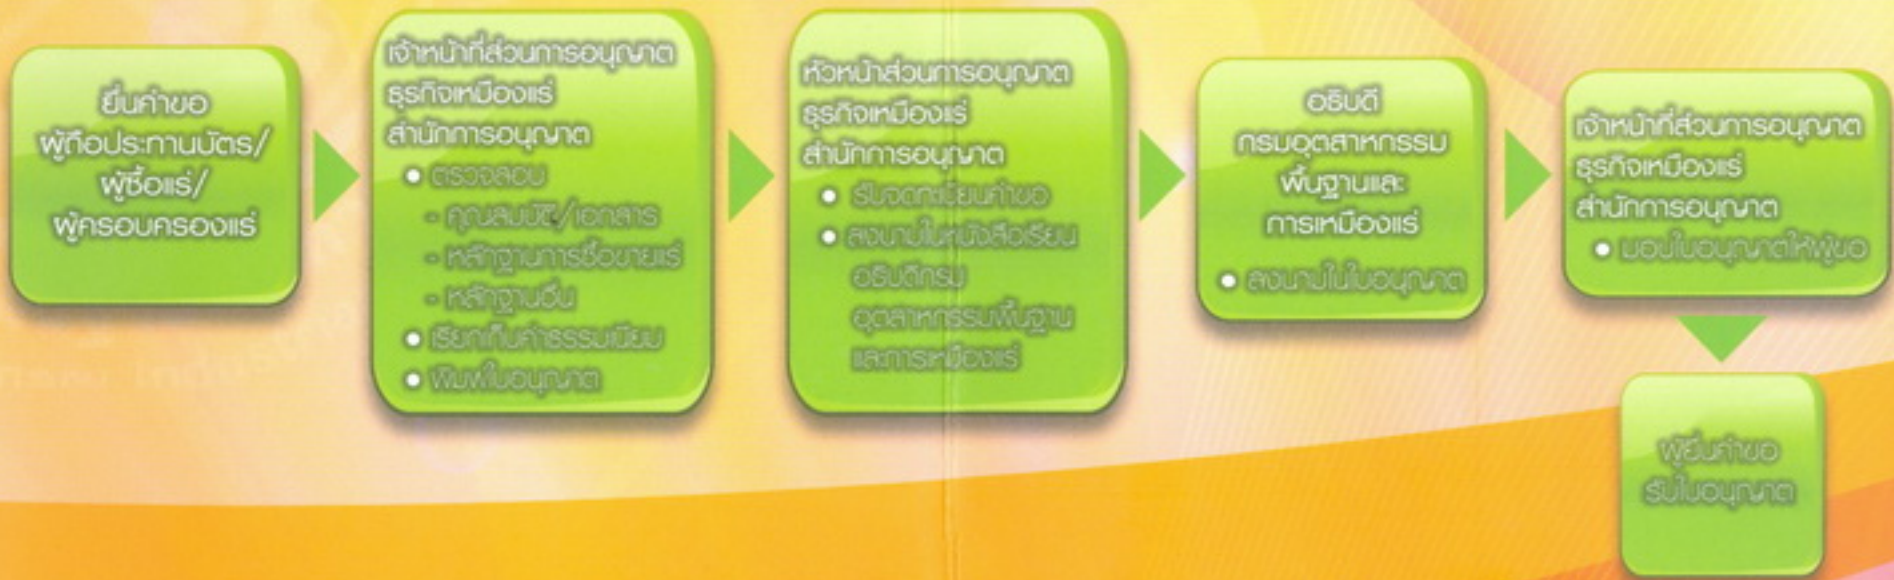 ยื่นคำขอ
ผู้ถือประทานบัตร/
ผู้ซื้อแร่/
ผู้ครอบครองแร่
เจ้าหน้าที่ส่วนการอนุญาต
ธุรกิจเหมืองแร่
สำนักการอนุญาต
• ตรวจสอบ
- คุณสมบัติ/เอกสาร
- หลักฐานการซื้อขายแร่
- หลักฐานอื่น
• เรียกเก็บค่าธรรมเนียม
• พิมพ์ใบอนุญาต
หัวหน้าส่วนการอนุญาต
ธุรกิจเหมืองแร่
สำนักการอนุญาต
• รับจดทะเบียนคำขอ
• ลงนามในหนังสือเรียน
อธิบดีกรม
อุตสาหกรรมพื้นฐาน
และการเหมืองแร่
อธิบดี
กรมอุตสาหกรรม
พื้นฐานและ
การเหมืองแร่
• ลงนามในใบอนุญาต
เจ้าหน้าที่ส่วนการอนุญาต
ธุรกิจเหมืองแร่
สำนักการอนุญาต
• มอบใบอนุญาตให้ผู้ขอ
ผู้ยื่นคำขอ
รับใบอนุญาต